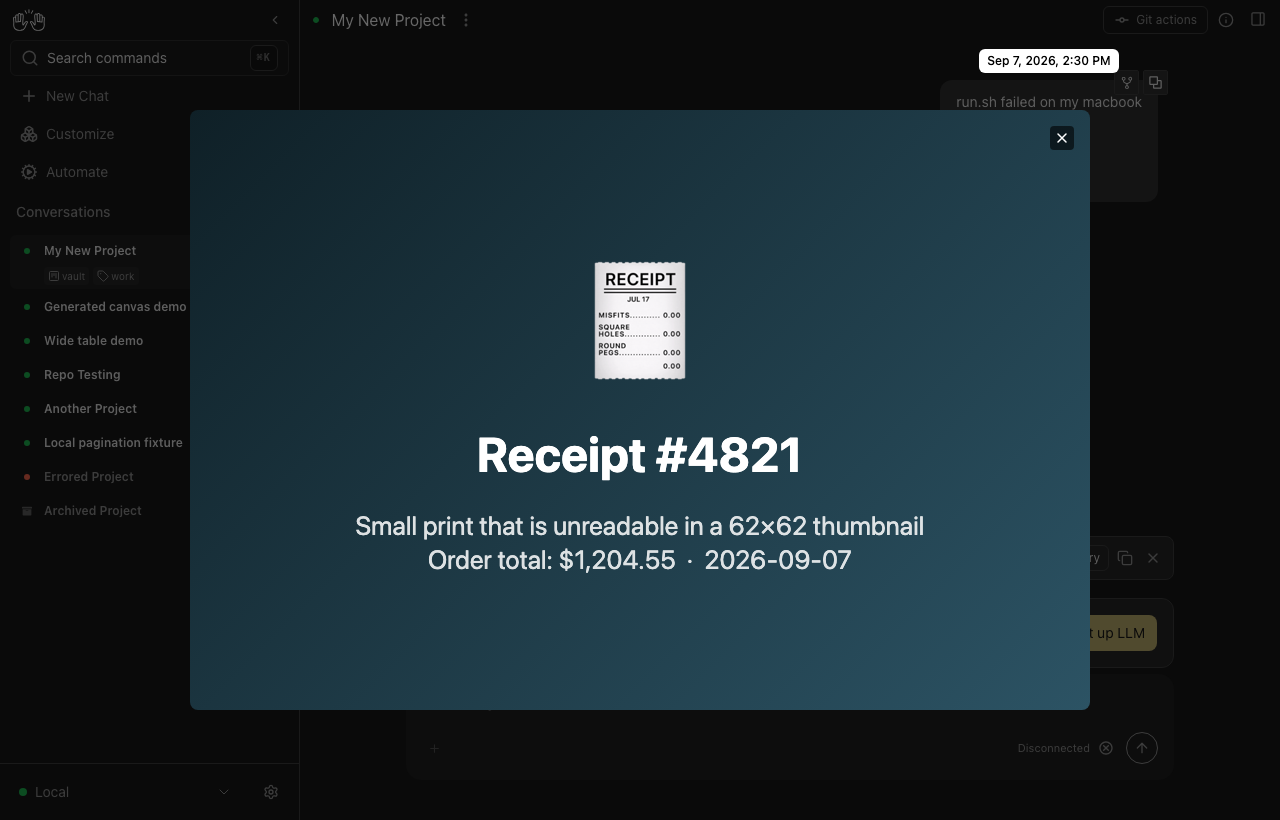 My New Project
Git actions
Search commands
⌘K
Sep 7, 2026, 2:30 PM
New Chat
run.sh failed on my macbook
Customize
Automate
Conversations
My New Project
vault
work
Generated canvas demo
Wide table demo
Repo Testing
Another Project
Local pagination fixture
Errored Project
Archived Project
RECEIPT
JUL 17
MISFITS........... 0.00
SQUARE
HOLES............. 0.00
ROUND
PEGS............... 0.00
0.00
Receipt #4821
Small print that is unreadable in a 62×62 thumbnail
Order total: $1,204.55 · 2026-09-07
up LLM
Disconnected
Local